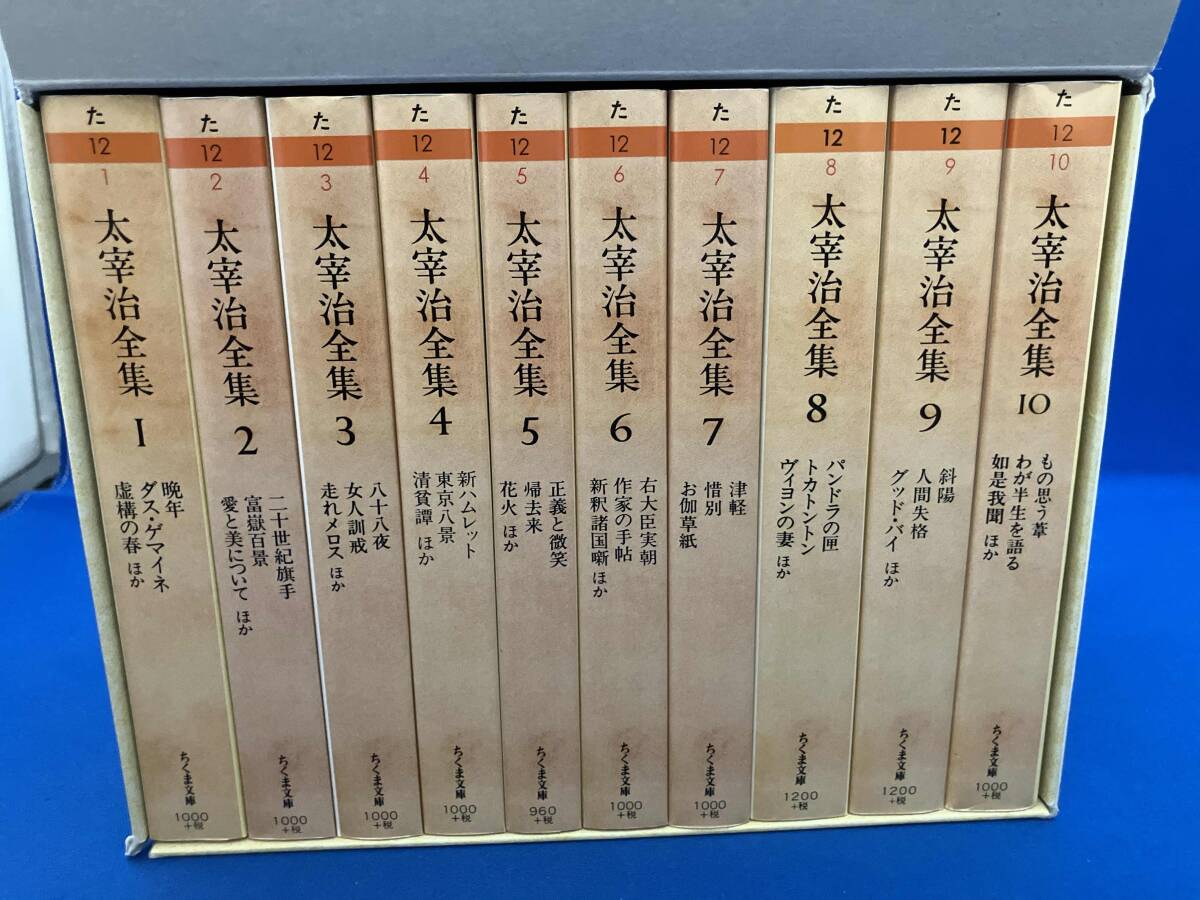 た
12
1
太宰治全集 1
晩年
ダス・ゲマイネ
虚構の春 ほか
ちくま文庫
1000
+税
た
12
2
太宰治全集 2
二十世紀旗手
富嶽百景
愛と美について ほか
ちくま文庫
1000
+税
た
12
3
太宰治全集 3
八十八夜
女人訓戒
走れメロス ほか
ちくま文庫
1000
+税
た
12
4
太宰治全集 4
新ハムレット
東京八景
清貧譚 ほか
ちくま文庫
1000
+税
た
12
5
太宰治全集 5
正義と微笑
帰去来
花火 ほか
ちくま文庫
960
+税
た
12
6
太宰治全集 6
右大臣実朝
作家の手帖
新釈諸国噺 ほか
ちくま文庫
1000
+税
た
12
7
太宰治全集 7
津軽
惜別
お伽草紙
ちくま文庫
1000
+税
た
12
8
太宰治全集 8
パンドラの匣
トカトントン
ヴィヨンの妻 ほか
ちくま文庫
1200
+税
た
12
9
太宰治全集 9
斜陽
人間失格
グッド・バイ ほか
ちくま文庫
1200
+税
た
12
10
太宰治全集 10
もの思う葦
わが半生を語る
如是我聞 ほか
ちくま文庫
1000
+税